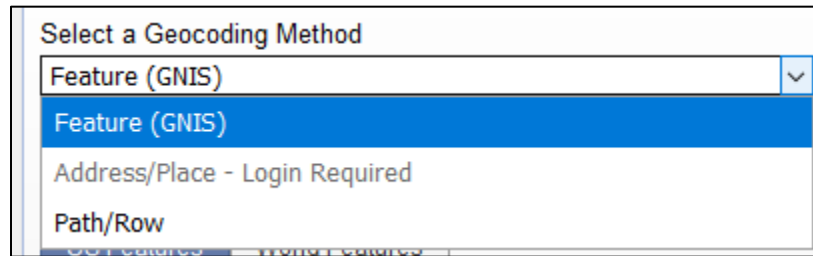 Select a Geocoding Method
Feature (GNIS)
Feature (GNIS)
Address/Place - Login Required
Path/Row